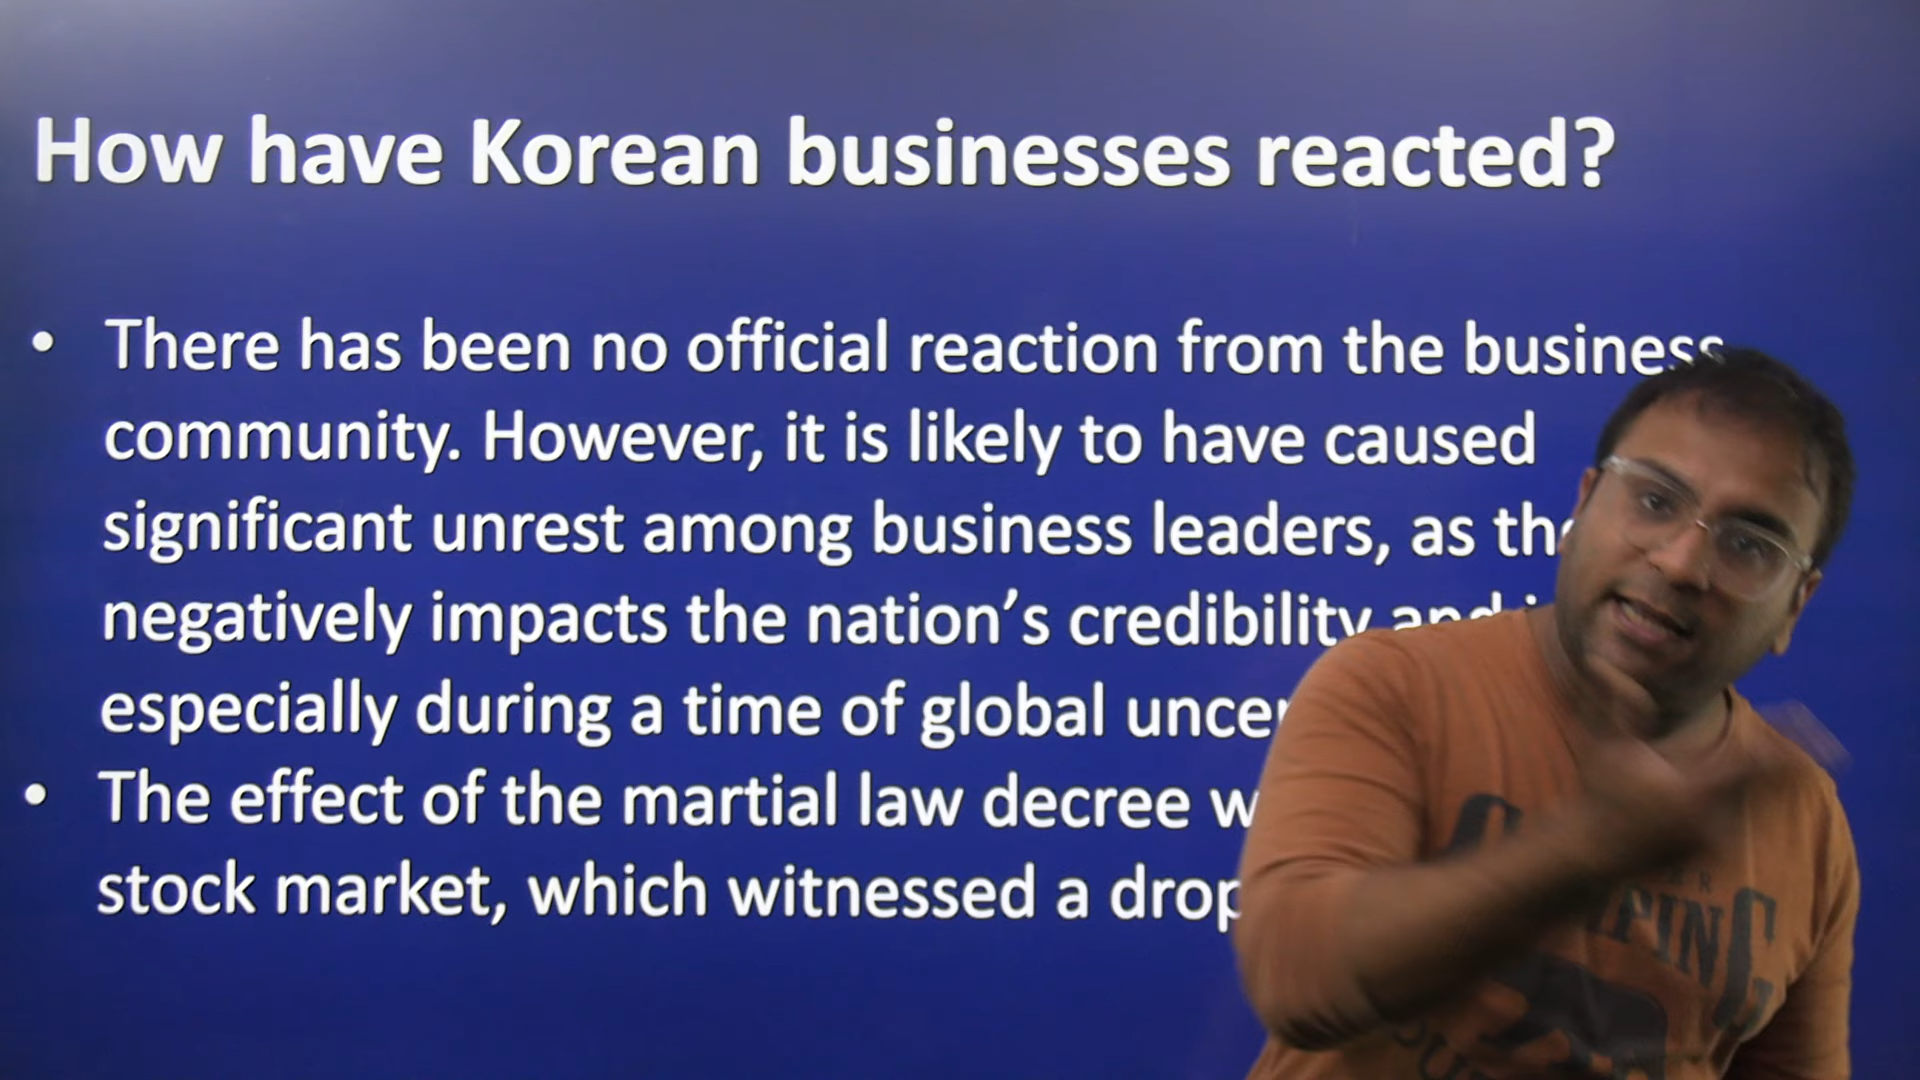 How have Korean businesses reacted?
• There has been no official reaction from the business
community. However, it is likely to have caused
significant unrest among business leaders, as
negatively impacts the nation’s credibility and
especially during a time of global
• The effect of the martial law decree
stock market, which witnessed a drop